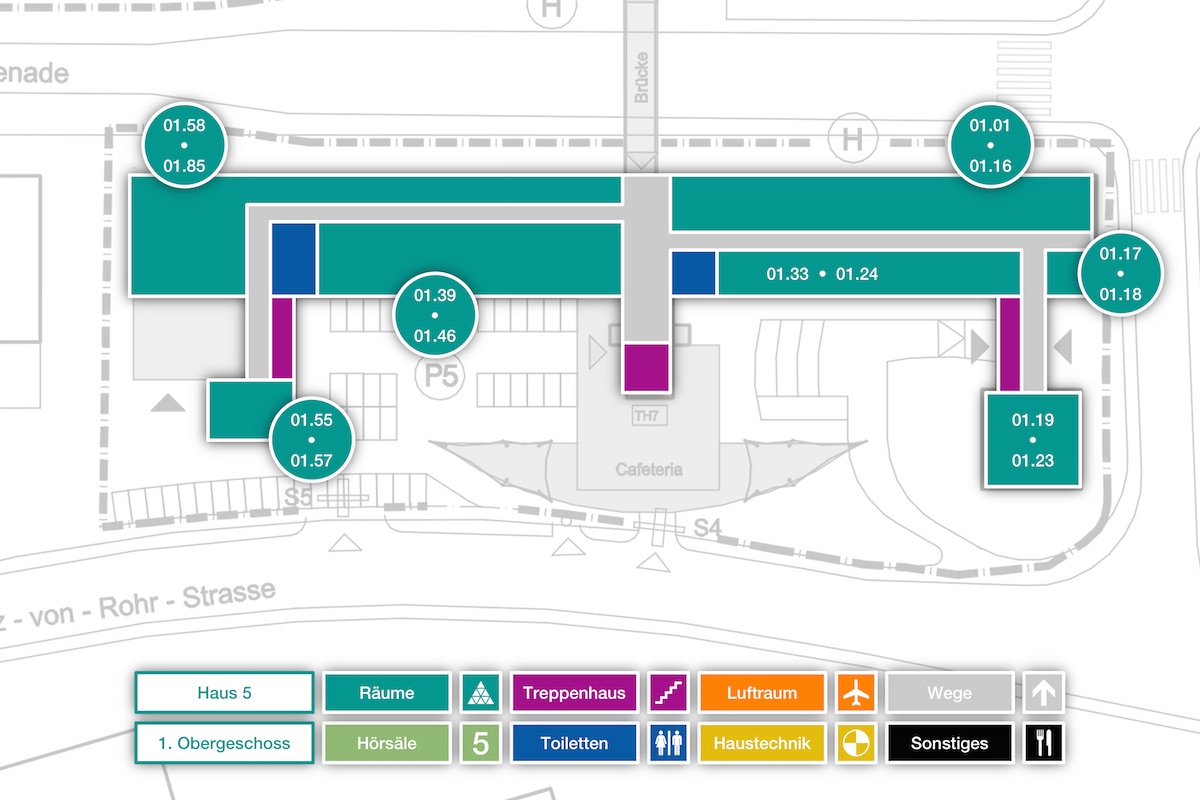 H
Brücke
enade
01.58
01.85
H
01.01
01.16
01.17
01.18
01.33 • 01.24
01.39
01.46
P5
TH7
Cafeteria
01.55
01.57
01.19
01.23
S5
S4
z - von - Rohr - Strasse
Haus 5
Räume
Treppenhaus
Luftraum
Wege
1. Obergeschoss
Hörsäle
5
Toiletten
Haustechnik
Sonstiges